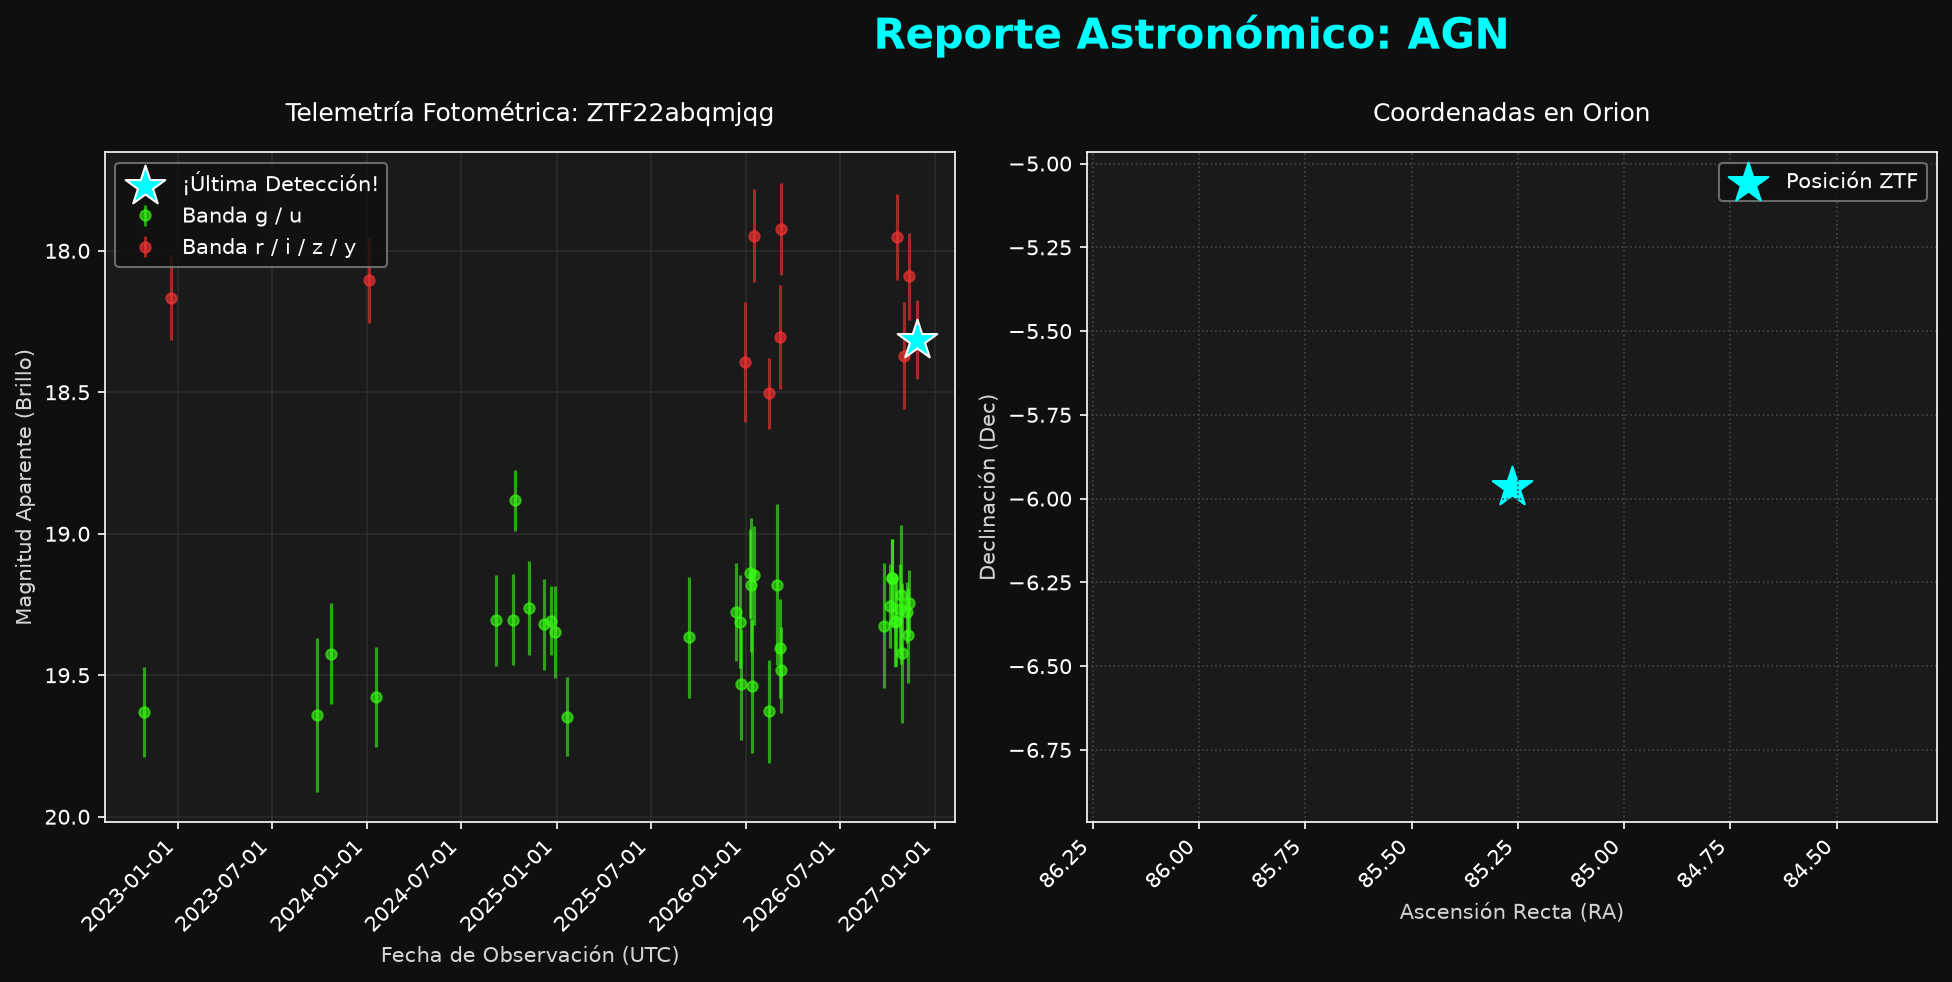 Reporte Astronómico: AGN
Telemetría Fotométrica: ZTF22abqmjqg
¡Última Detección!
Banda g / u
Banda r / i / z / y
Magnitud Aparente (Brillo)
18.0
18.5
19.0
19.5
20.0
2023-01-01
2023-07-01
2024-01-01
2024-07-01
2025-01-01
2025-07-01
2026-01-01
2026-07-01
2027-01-01
Fecha de Observación (UTC)
Coordenadas en Orion
Posición ZTF
Declinación (Dec)
−5.00
−5.25
−5.50
−5.75
−6.00
−6.25
−6.50
−6.75
86.25
86.00
85.75
85.50
85.25
85.00
84.75
84.50
Ascensión Recta (RA)